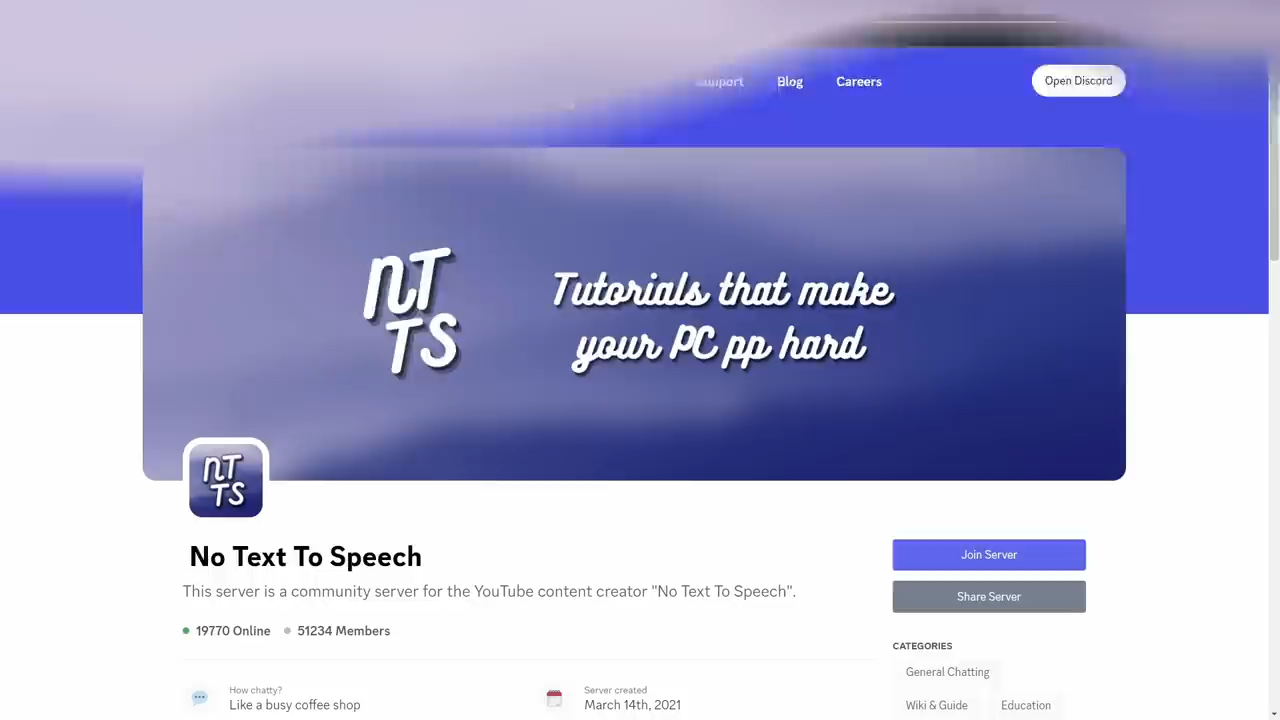 Support Blog Careers Open Discord
NT
TS
Tutorials that make
your PC pp hard
NT
TS
No Text To Speech
This server is a community server for the YouTube content creator "No Text To Speech".
19770 Online 51234 Members
Join Server
Share Server
CATEGORIES
General Chatting
Wiki & Guide Education
How chatty?
Like a busy coffee shop
Server created
March 14th, 2021